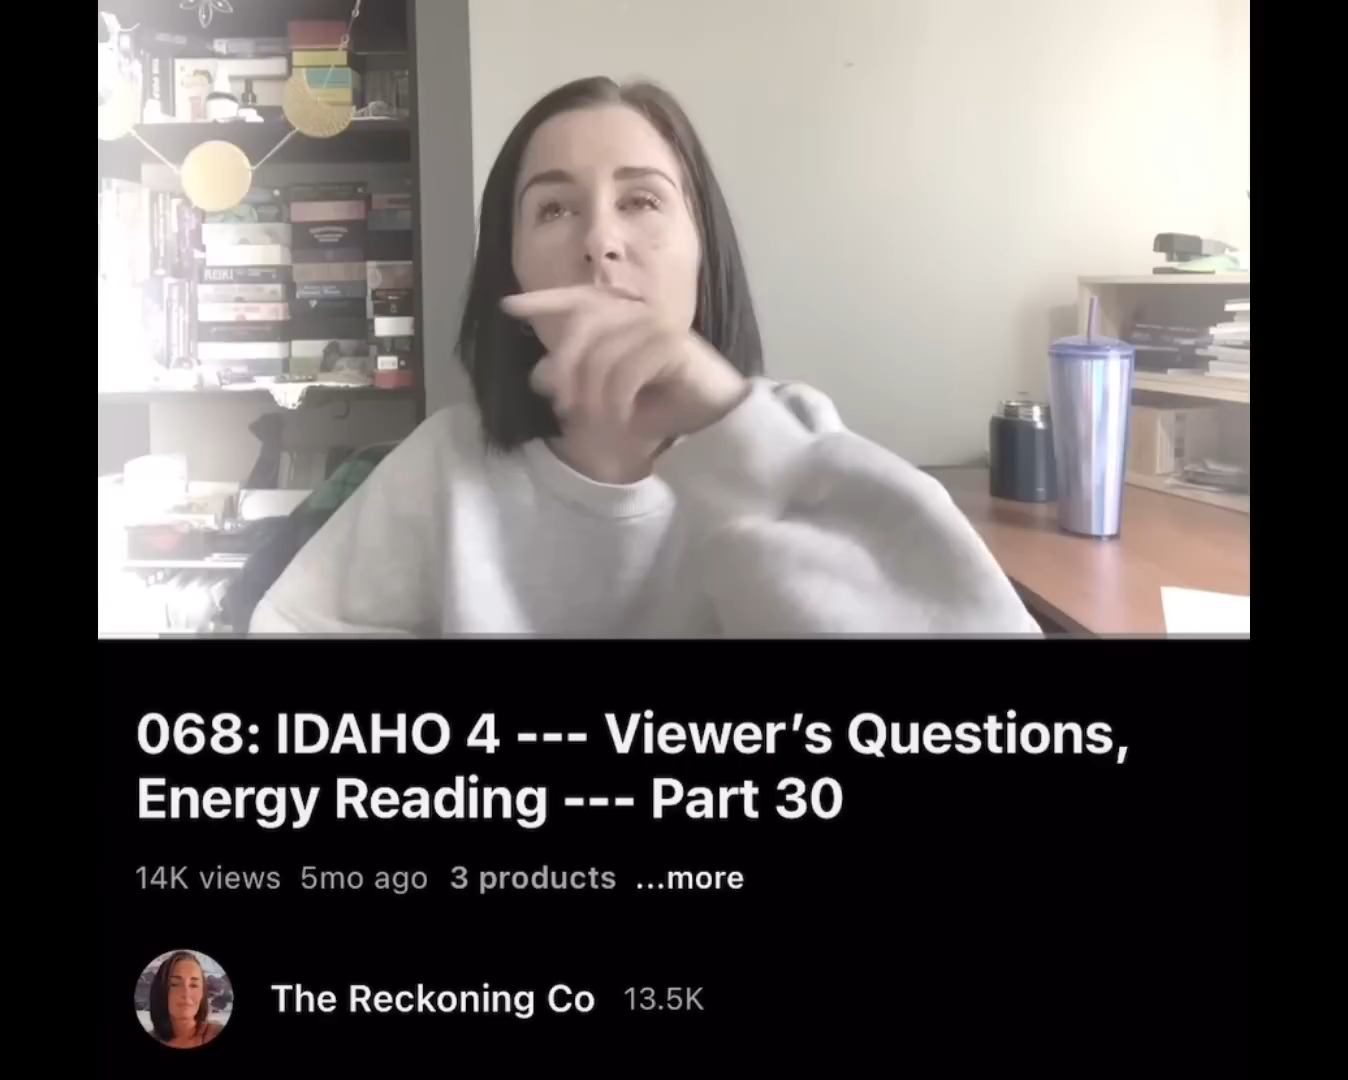 REIKI
068: IDAHO 4 --- Viewer’s Questions,
Energy Reading --- Part 30
14K views 5mo ago 3 products ...more
The Reckoning Co 13.5K